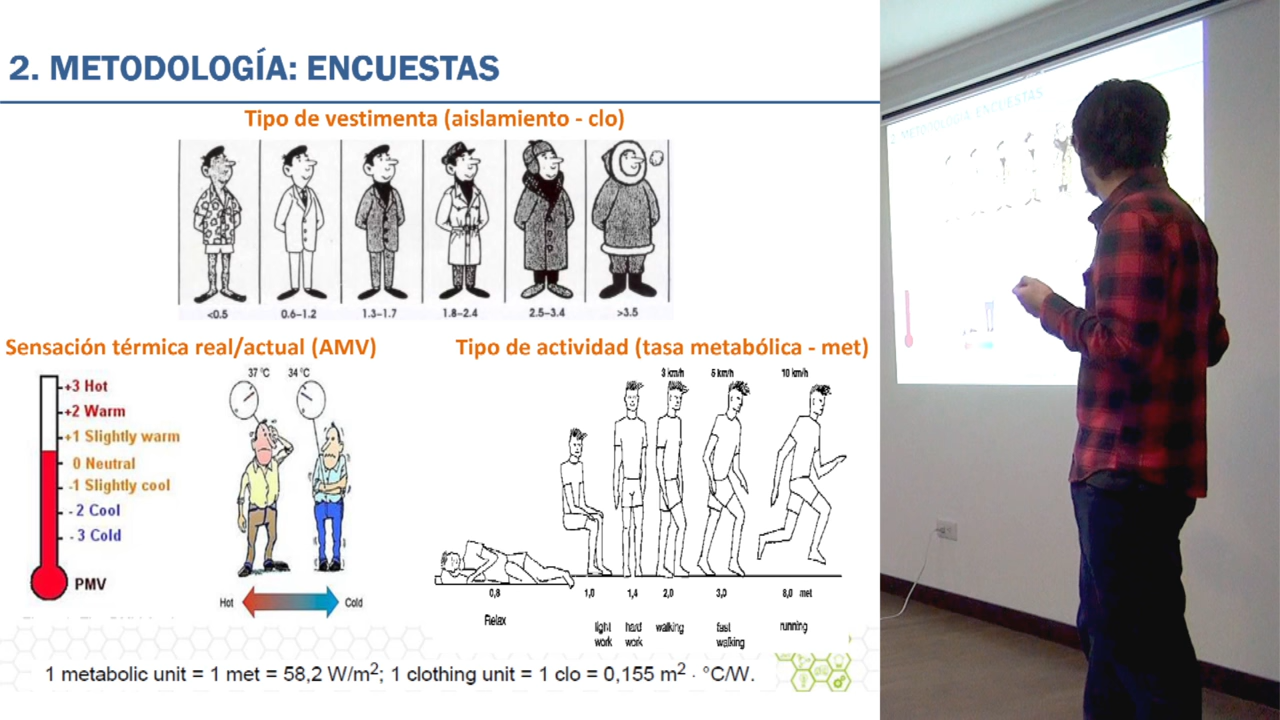 2. METODOLOGÍA: ENCUESTAS
Tipo de vestimenta (aislamiento - clo)
<0.5 0.6–1.2 1.3–1.7 1.8–2.4 2.5–3.4 >3.5
Sensación térmica real/actual (AMV)
+3 Hot
+2 Warm
+1 Slightly warm
0 Neutral
-1 Slightly cool
- 2 Cool
- 3 Cold
PMV
37 °C 34 °C
Hot Cold
Tipo de actividad (tasa metabólica - met)
3 km/h 6 km/h 10 km/h
0,8 1,0 1,4 2,0 3,0 8,0 met
Relax light work hard work walking fast walking running
1 metabolic unit = 1 met = 58,2 W/m²; 1 clothing unit = 1 clo = 0,155 m² · °C/W.
METODOLOGÍA: ENCUESTAS